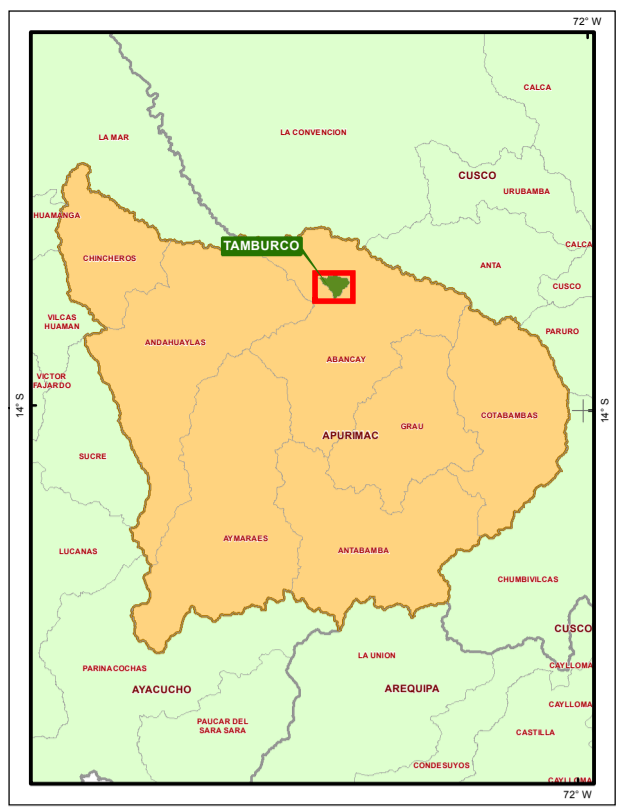 72° W
CALCA
LA CONVENCION
LA MAR
CUSCO
URUBAMBA
HUAMANGA
TAMBURCO
CALCA
CHINCHEROS
ANTA
CUSCO
VILCAS
HUAMAN
PARURO
ANDAHUAYLAS
ABANCAY
VICTOR
FAJARDO
14° S
14° S
COTABAMBAS
GRAU
APURIMAC
SUCRE
AYMARAES
ANTABAMBA
LUCANAS
CHUMBIVILCAS
CUSCO
LA UNION
CAYLLOMA
PARINACOCHAS
AYACUCHO
AREQUIPA
CAYLLOMA
PAUCAR DEL
SARA SARA
CASTILLA
CONDESUYOS
CAYLLOMA
72° W